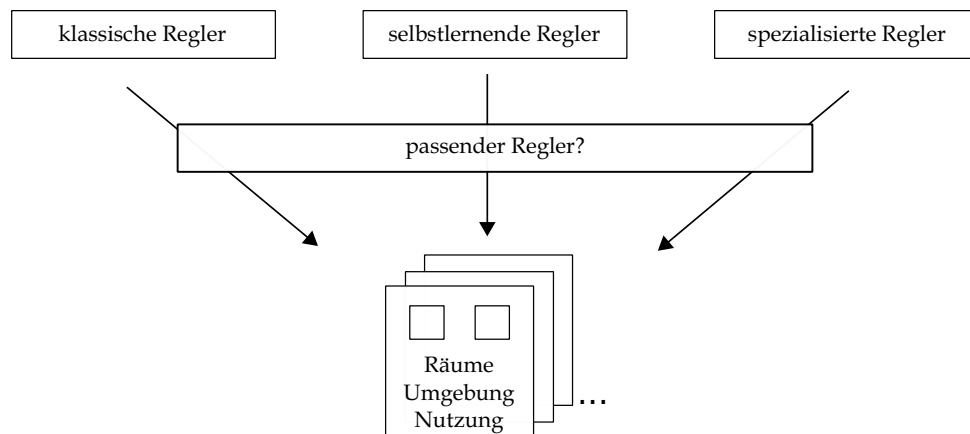 klassische Regler
selbstlernende Regler
spezialisierte Regler
passender Regler?
Räume
Umgebung
Nutzung
...